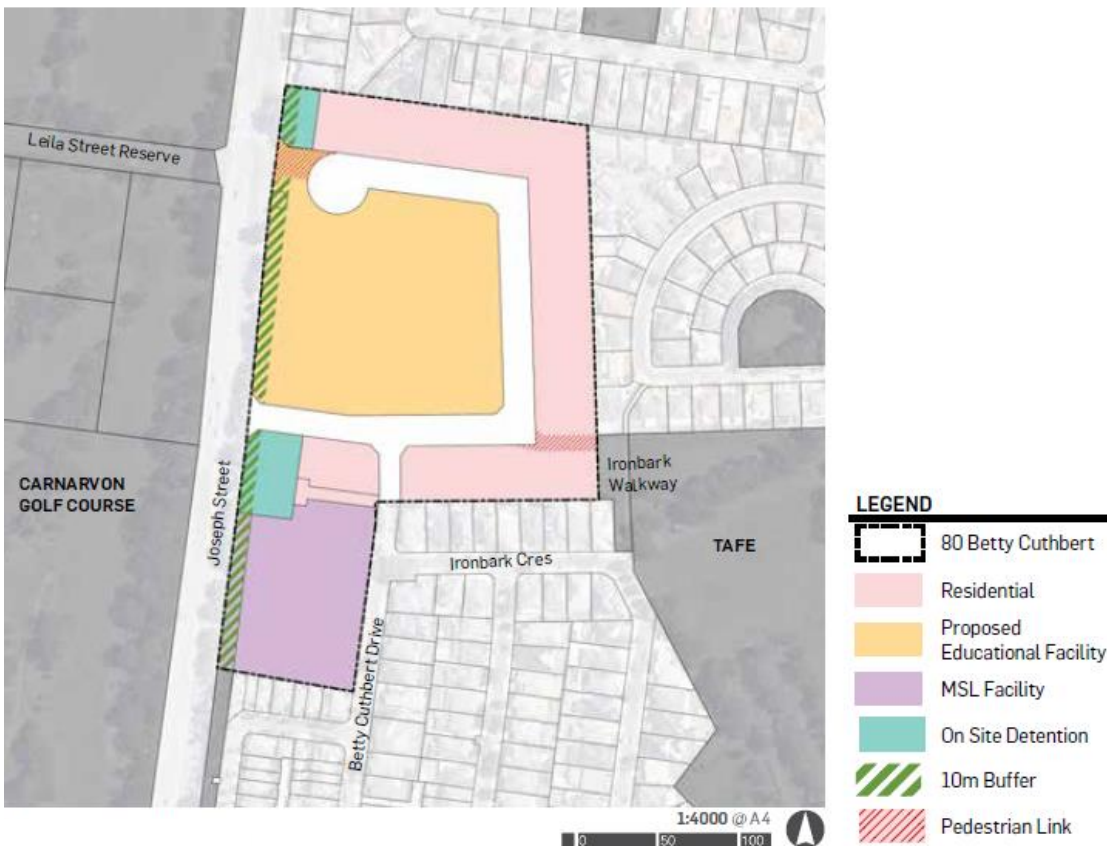 Leila Street Reserve
CARNARVON
GOLF COURSE
Joseph Street
Ironbark
Walkway
TAFE
Ironbark Cres
Betty Cuthbert Drive
1:4000 @ A4
0 50 100
LEGEND
80 Betty Cuthbert
Residential
Proposed
Educational Facility
MSL Facility
On Site Detention
10m Buffer
Pedestrian Link